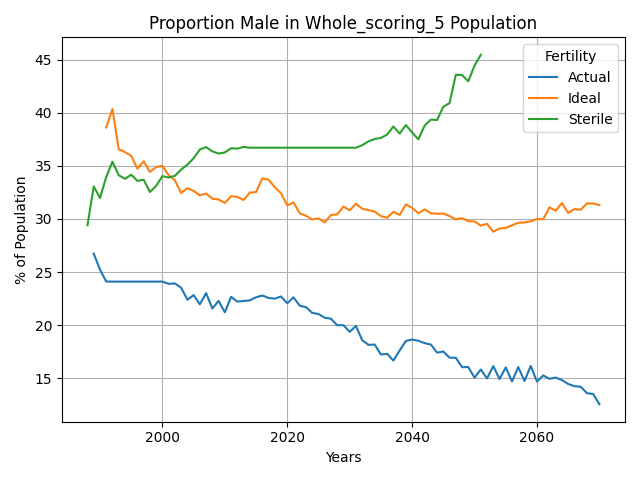 Proportion Male in Whole_scoring_5 Population
% of Population
45
40
35
30
25
20
15
Fertility
Actual
Ideal
Sterile
2000
2020
2040
2060
Years